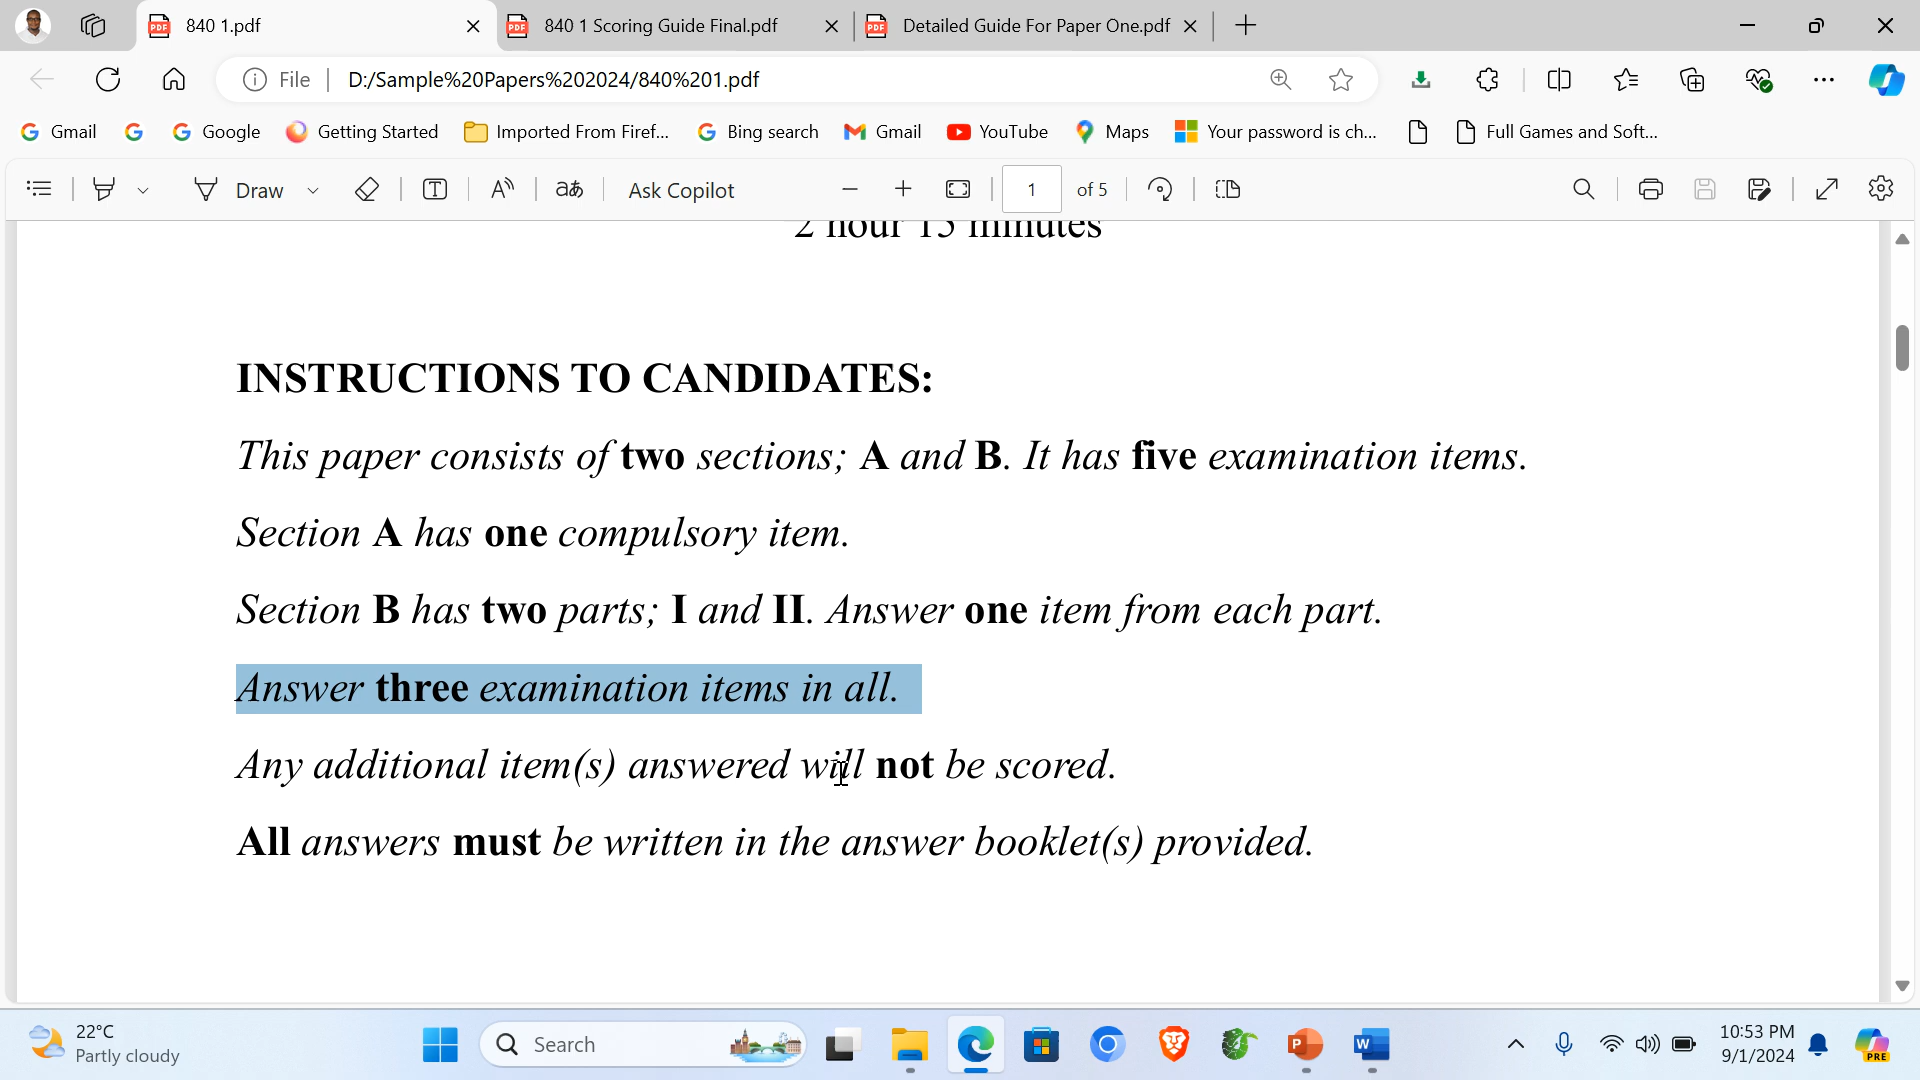 840 1.pdf
840 1 Scoring Guide Final.pdf
Detailed Guide For Paper One.pdf
File
D:/Sample%20Papers%202024/840%201.pdf
Gmail
Google
Getting Started
Imported From Firef...
Bing search
Gmail
YouTube
Maps
Your password is ch...
Full Games and Soft...
Draw
Ask Copilot
1
of 5
2 hour 15 minutes
INSTRUCTIONS TO CANDIDATES:
This paper consists of two sections; A and B. It has five examination items.
Section A has one compulsory item.
Section B has two parts; I and II. Answer one item from each part.
Answer three examination items in all.
Any additional item(s) answered will not be scored.
All answers must be written in the answer booklet(s) provided.
22°C
Partly cloudy
Search
10:53 PM
9/1/2024
PRE